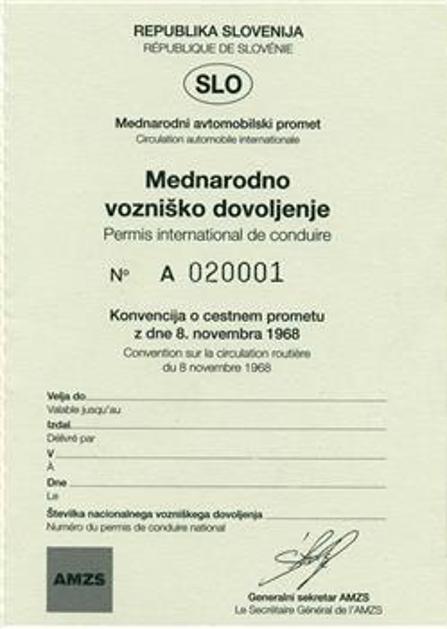 REPUBLIKA SLOVENIJA
RÉPUBLIQUE DE SLOVÉNIE
SLO
Mednarodni avtomobilski promet
Circulation automobile internationale
Mednarodno
vozniško dovoljenje
Permis international de conduire
Nº A 020001
Konvencija o cestnem prometu
z dne 8. novembra 1968
Convention sur la circulation routière
du 8 novembre 1968
Velja do
Valable jusqu'au
Izdal
Délivré par
V
À
Dne
Le
Številka nacionalnega vozniškega dovoljenja
Numéro du permis de conduire national
AMZS
Generalni sekretar AMZS
Le Secrétaire Général de l'AMZS